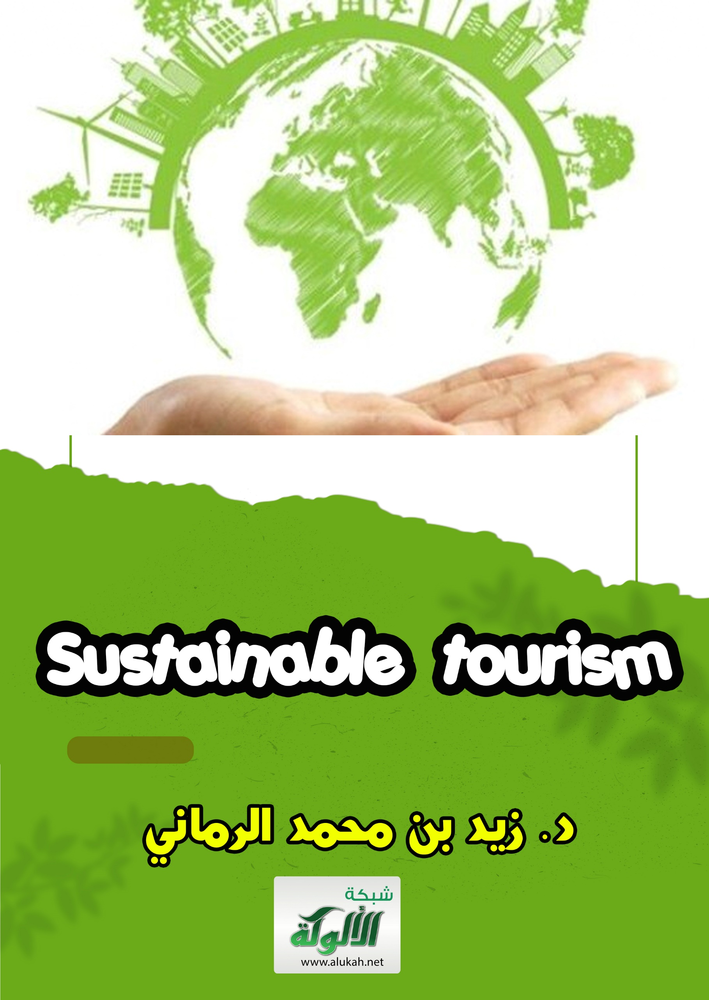 Sustainable tourism
د. زيد بن محمد الرماني
شبكة
الألوكة
www.alukah.net